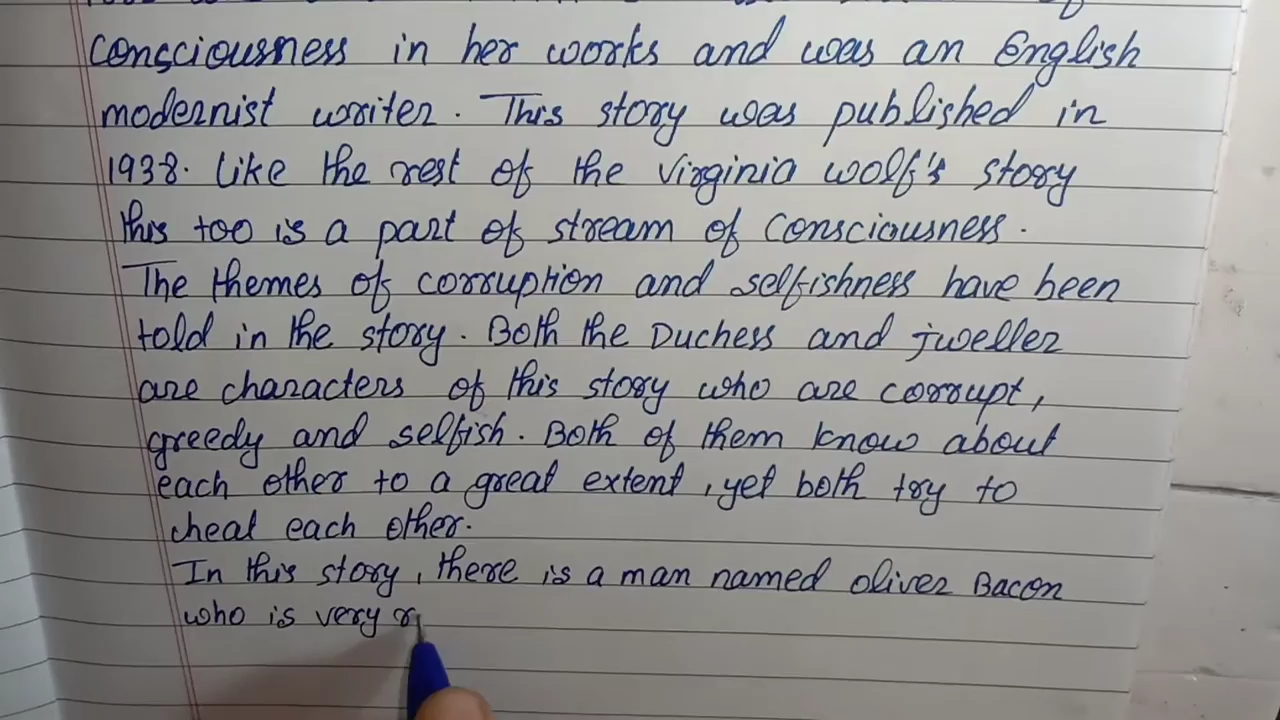 consciousness in her works and was an English
modernist writer. This story was published in
1938. Like the rest of the Virginia wolf's story
this too is a part of stream of consciousness.
The themes of corruption and selfishness have been
told in the story. Both the Duchess and jweller
are characters of this story who are corrupt,
greedy and selfish. Both of them know about
each other to a great extent, yet both try to
cheat each other.
In this story, there is a man named oliver Bacon
who is very r